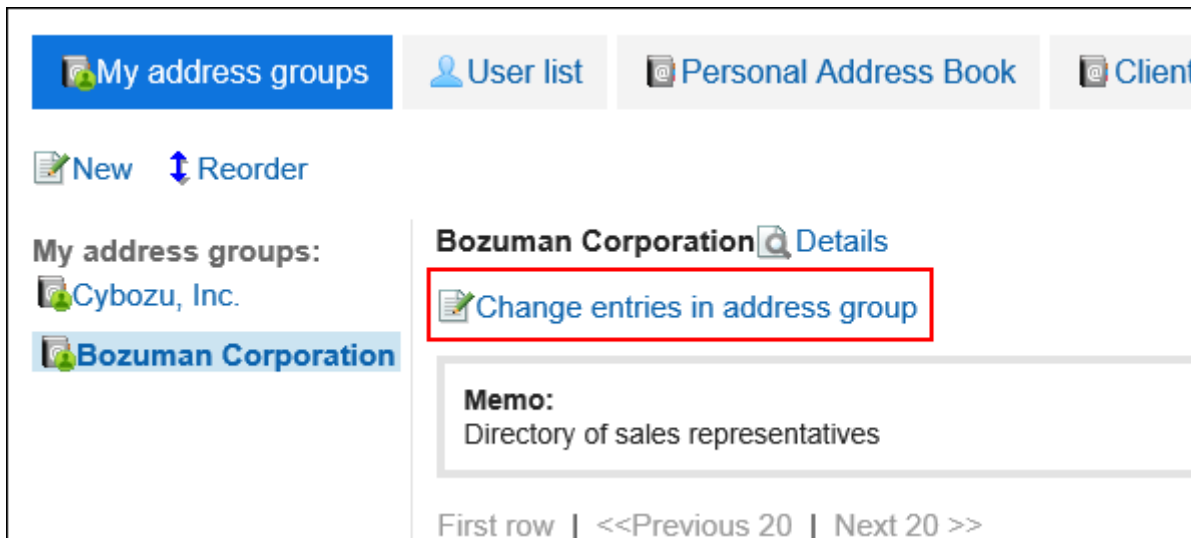 My address groups User list Personal Address Book Client
New Reorder
My address groups:
Cybozu, Inc.
Bozuman Corporation
Bozuman Corporation Details
Change entries in address group
Memo:
Directory of sales representatives
First row | <<Previous 20 | Next 20 >>